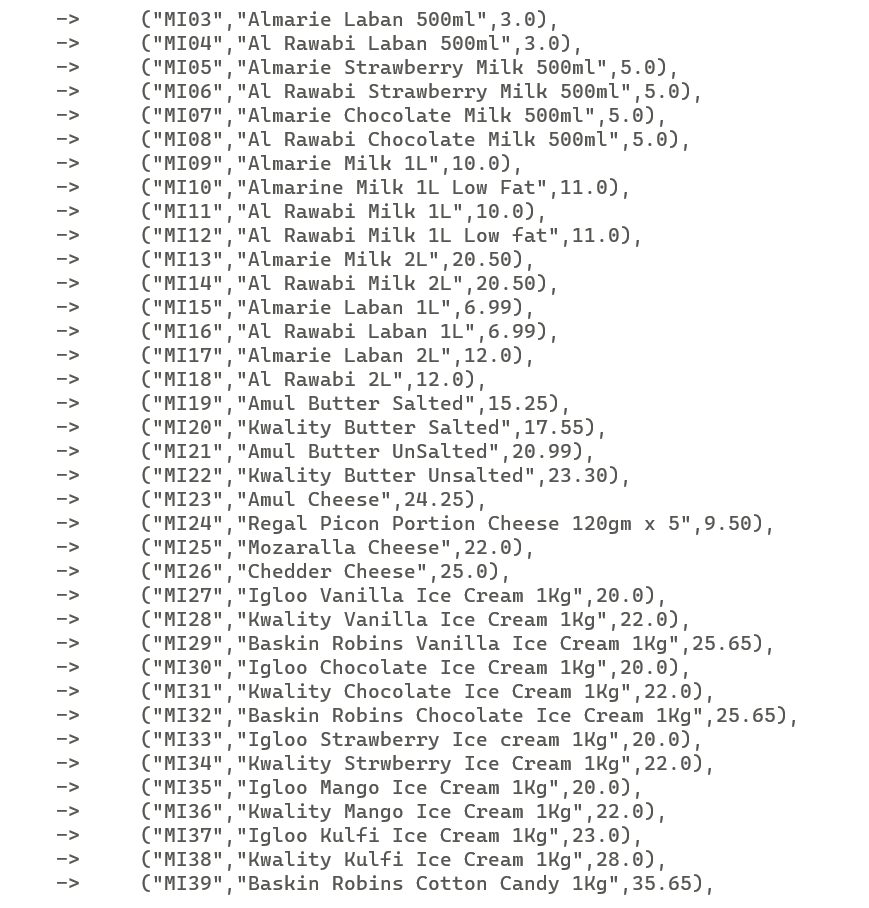 ->     ("MI03","Almarie Laban 500ml",3.0),
->     ("MI04","Al Rawabi Laban 500ml",3.0),
->     ("MI05","Almarie Strawberry Milk 500ml",5.0),
->     ("MI06","Al Rawabi Strawberry Milk 500ml",5.0),
->     ("MI07","Almarie Chocolate Milk 500ml",5.0),
->     ("MI08","Al Rawabi Chocolate Milk 500ml",5.0),
->     ("MI09","Almarie Milk 1L",10.0),
->     ("MI10","Almarine Milk 1L Low Fat",11.0),
->     ("MI11","Al Rawabi Milk 1L",10.0),
->     ("MI12","Al Rawabi Milk 1L Low fat",11.0),
->     ("MI13","Almarie Milk 2L",20.50),
->     ("MI14","Al Rawabi Milk 2L",20.50),
->     ("MI15","Almarie Laban 1L",6.99),
->     ("MI16","Al Rawabi Laban 1L",6.99),
->     ("MI17","Almarie Laban 2L",12.0),
->     ("MI18","Al Rawabi 2L",12.0),
->     ("MI19","Amul Butter Salted",15.25),
->     ("MI20","Kwality Butter Salted",17.55),
->     ("MI21","Amul Butter UnSalted",20.99),
->     ("MI22","Kwality Butter Unsalted",23.30),
->     ("MI23","Amul Cheese",24.25),
->     ("MI24","Regal Picon Portion Cheese 120gm x 5",9.50),
->     ("MI25","Mozaralla Cheese",22.0),
->     ("MI26","Chedder Cheese",25.0),
->     ("MI27","Igloo Vanilla Ice Cream 1Kg",20.0),
->     ("MI28","Kwality Vanilla Ice Cream 1Kg",22.0),
->     ("MI29","Baskin Robins Vanilla Ice Cream 1Kg",25.65),
->     ("MI30","Igloo Chocolate Ice Cream 1Kg",20.0),
->     ("MI31","Kwality Chocolate Ice Cream 1Kg",22.0),
->     ("MI32","Baskin Robins Chocolate Ice Cream 1Kg",25.65),
->     ("MI33","Igloo Strawberry Ice cream 1Kg",20.0),
->     ("MI34","Kwality Strwberry Ice Cream 1Kg",22.0),
->     ("MI35","Igloo Mango Ice Cream 1Kg",20.0),
->     ("MI36","Kwality Mango Ice Cream 1Kg",22.0),
->     ("MI37","Igloo Kulfi Ice Cream 1Kg",23.0),
->     ("MI38","Kwality Kulfi Ice Cream 1Kg",28.0),
->     ("MI39","Baskin Robins Cotton Candy 1Kg",35.65),